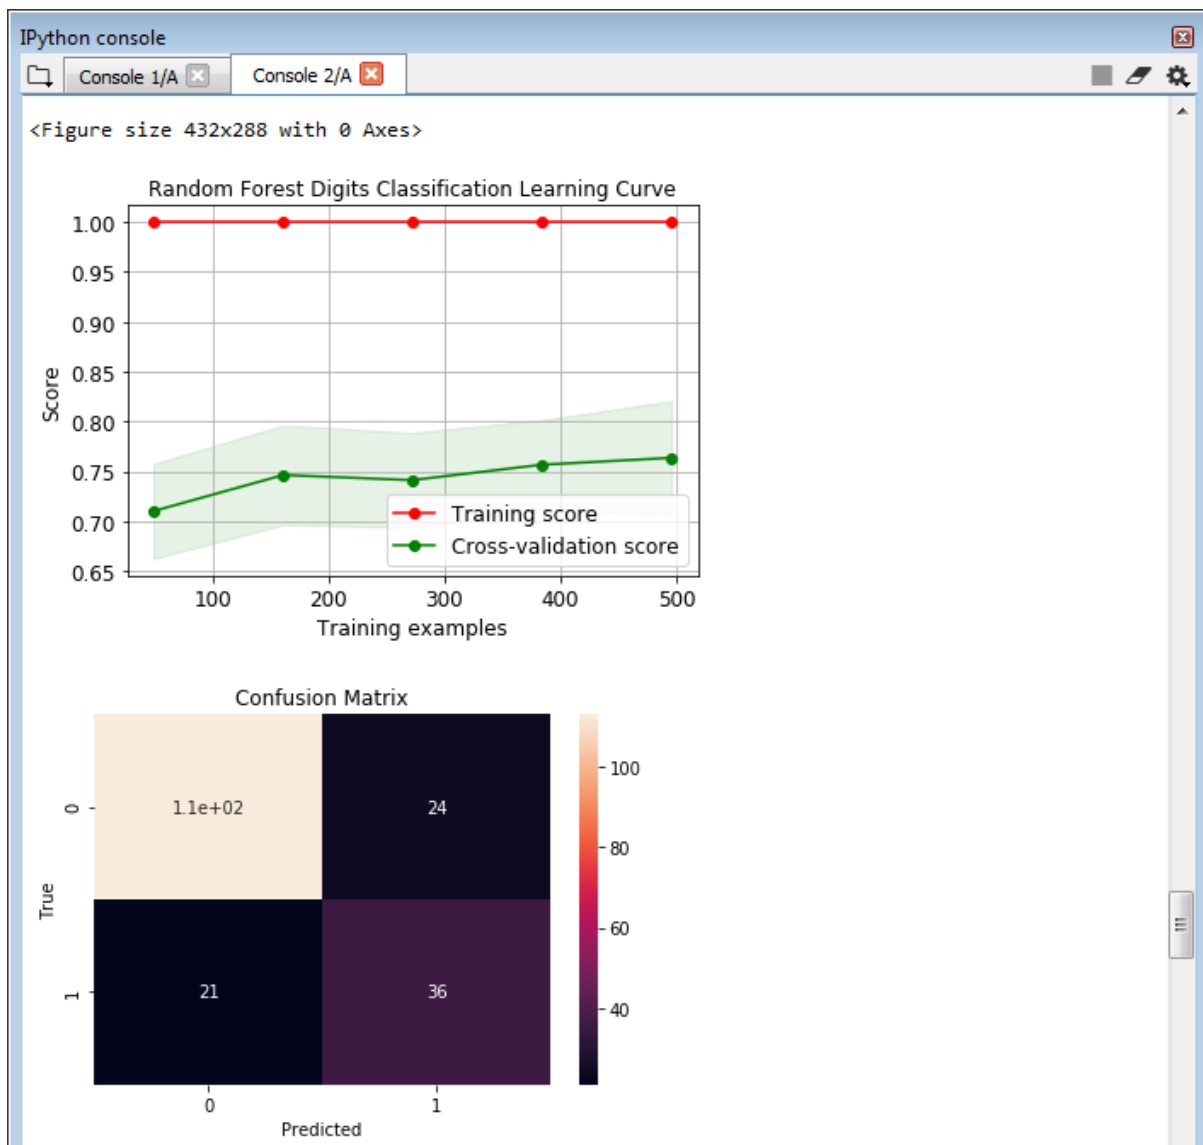 IPython console
Console 1/A
Console 2/A
<Figure size 432x288 with 0 Axes>
Random Forest Digits Classification Learning Curve
1.00
0.95
0.90
0.85
0.80
0.75
0.70
0.65
Score
Training score
Cross-validation score
100 200 300 400 500
Training examples
Confusion Matrix
0 1.1e+02 24
1 21 36
True
0 1
Predicted
100
80
60
40